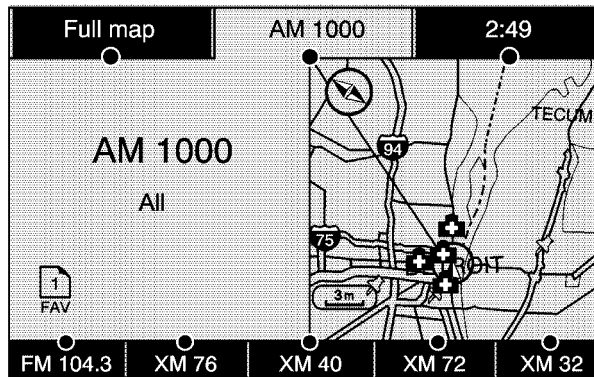 Full map
AM 1000
2:49
TECUM
94
AM 1000
All
75
DETROIT
1
FAV
3m
FM 104.3
XM 76
XM 40
XM 72
XM 32